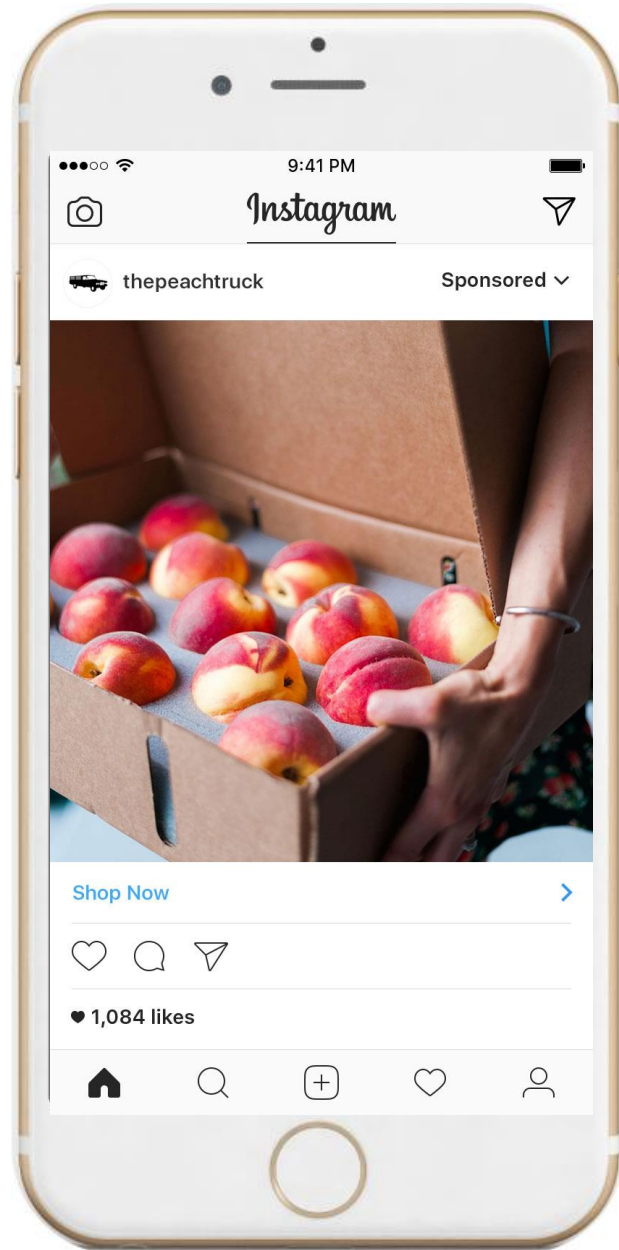 9:41 PM
Instagram
thepeachtruck
Sponsored
Shop Now
1,084 likes